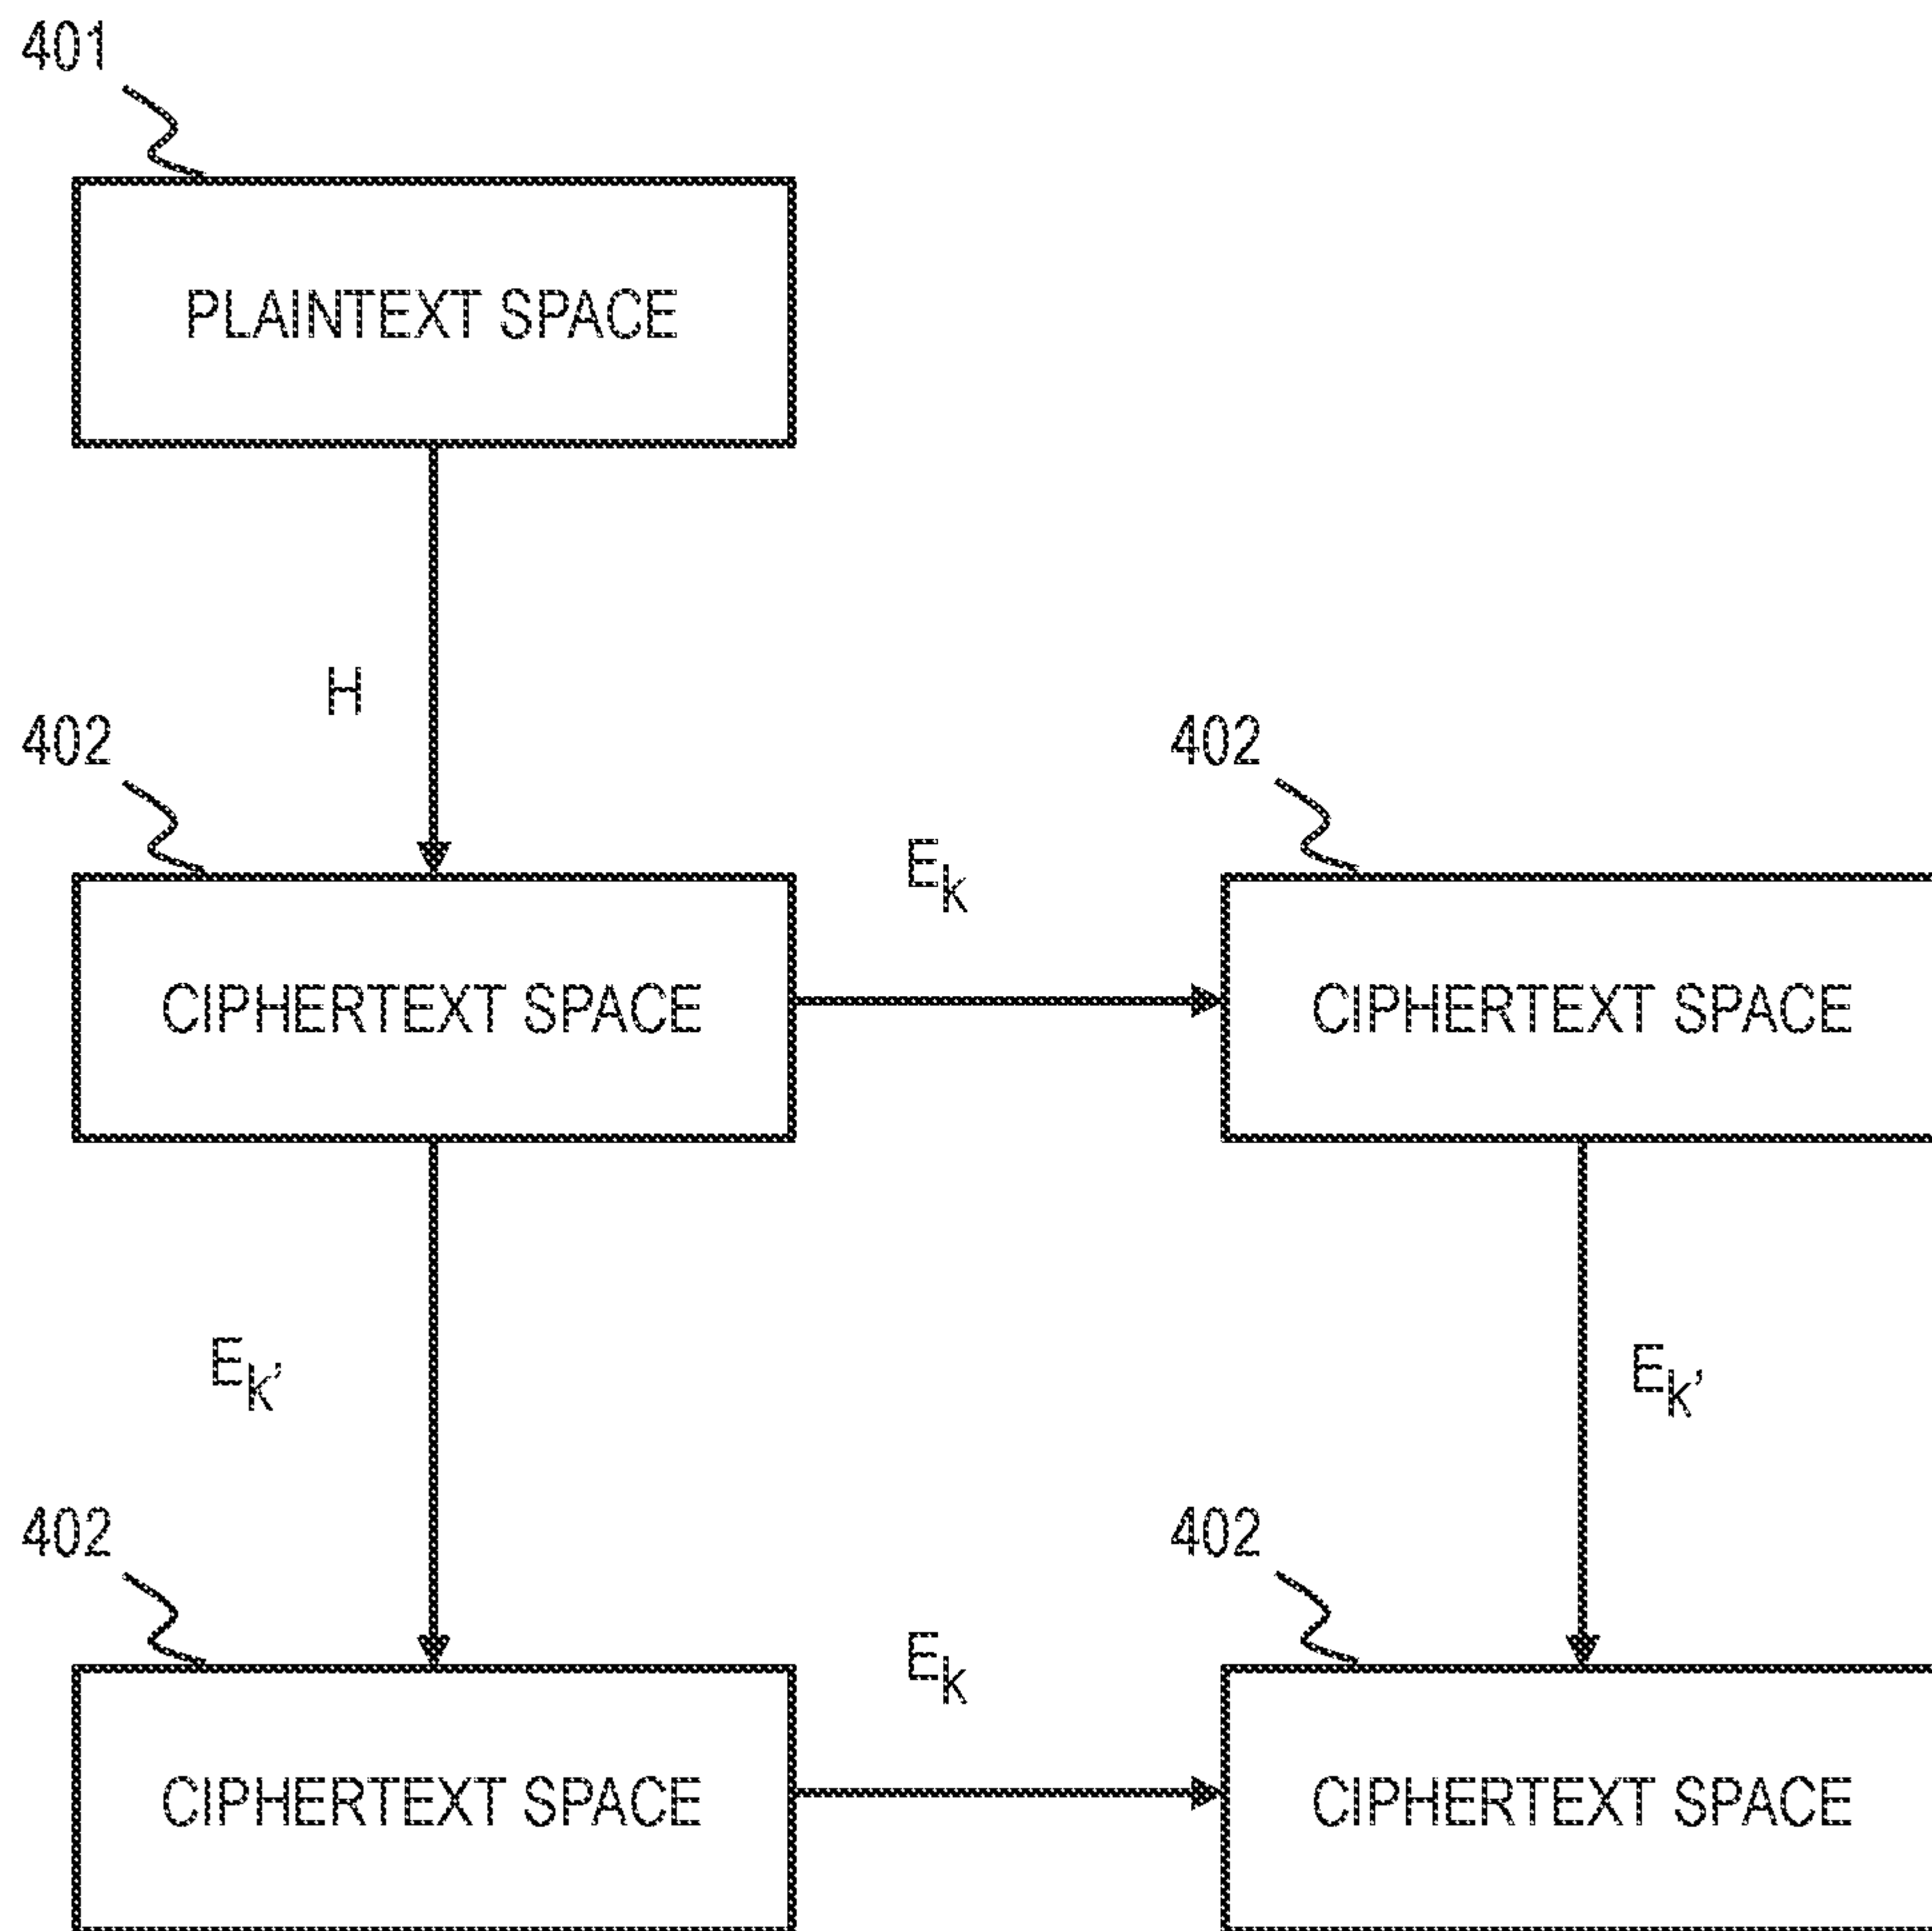 401
PLAINTEXT SPACE
H
402
402
Ek
CIPHERTEXT SPACE
CIPHERTEXT SPACE
Ek'
Ek'
402
402
Ek
CIPHERTEXT SPACE
CIPHERTEXT SPACE